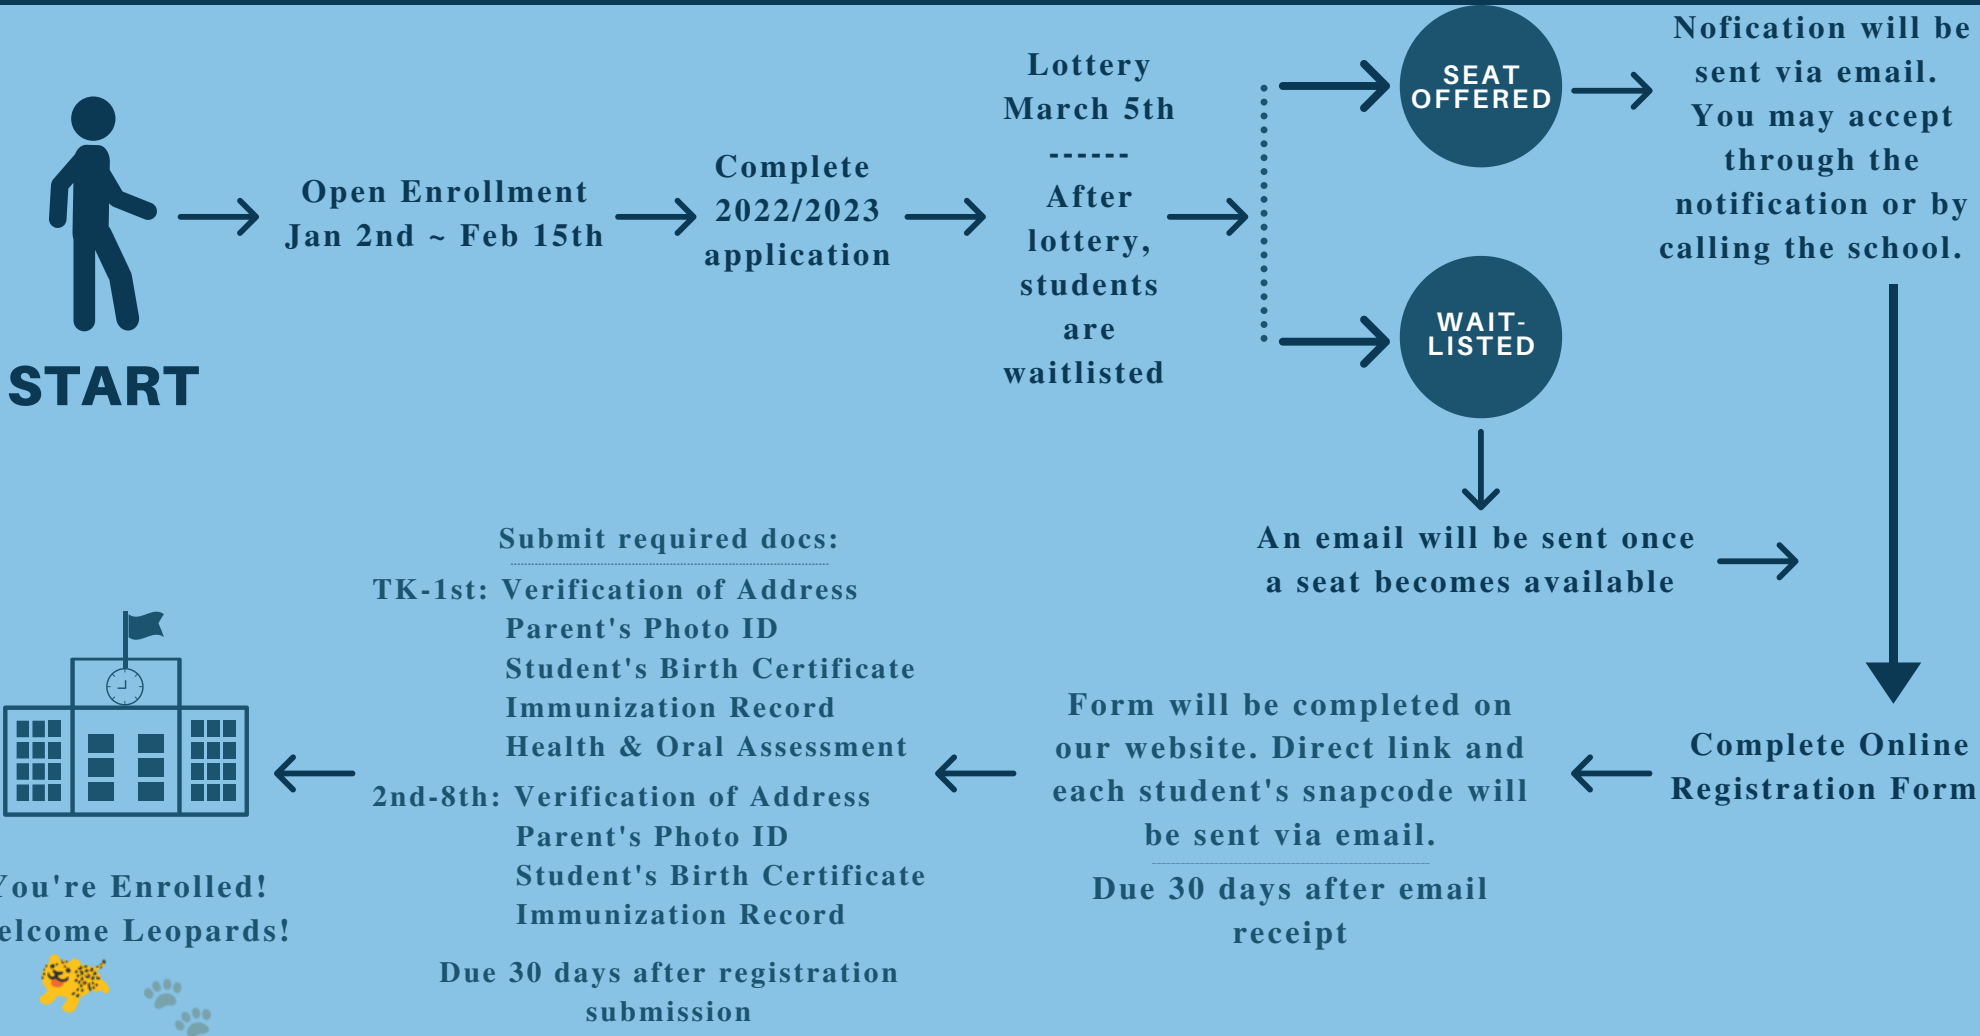 START
Open Enrollment
Jan 2nd ~ Feb 15th
Complete
2022/2023
application
Lottery
March 5th
------
After
lottery,
students
are
waitlisted
SEAT
OFFERED
Nofication will be
sent via email.
You may accept
through the
notification or by
calling the school.
WAIT-
LISTED
An email will be sent once
a seat becomes available
Complete Online
Registration Form
Form will be completed on
our website. Direct link and
each student's snapcode will
be sent via email.
Due 30 days after email
receipt
Submit required docs:
TK-1st: Verification of Address
Parent's Photo ID
Student's Birth Certificate
Immunization Record
Health & Oral Assessment
2nd-8th: Verification of Address
Parent's Photo ID
Student's Birth Certificate
Immunization Record
Due 30 days after registration
submission
You're Enrolled!
elcome Leopards!